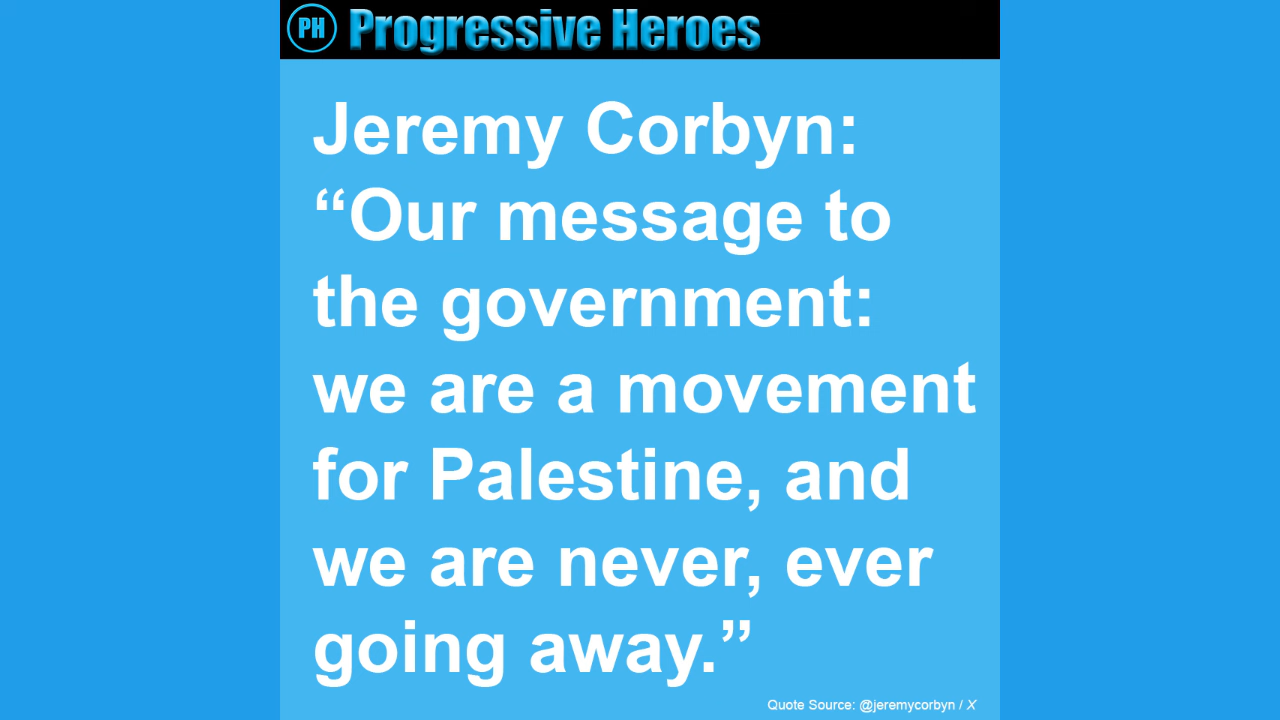 PH Progressive Heroes
Jeremy Corbyn:
“Our message to
the government:
we are a movement
for Palestine, and
we are never, ever
going away.”
Quote Source: @jeremycorbyn / X